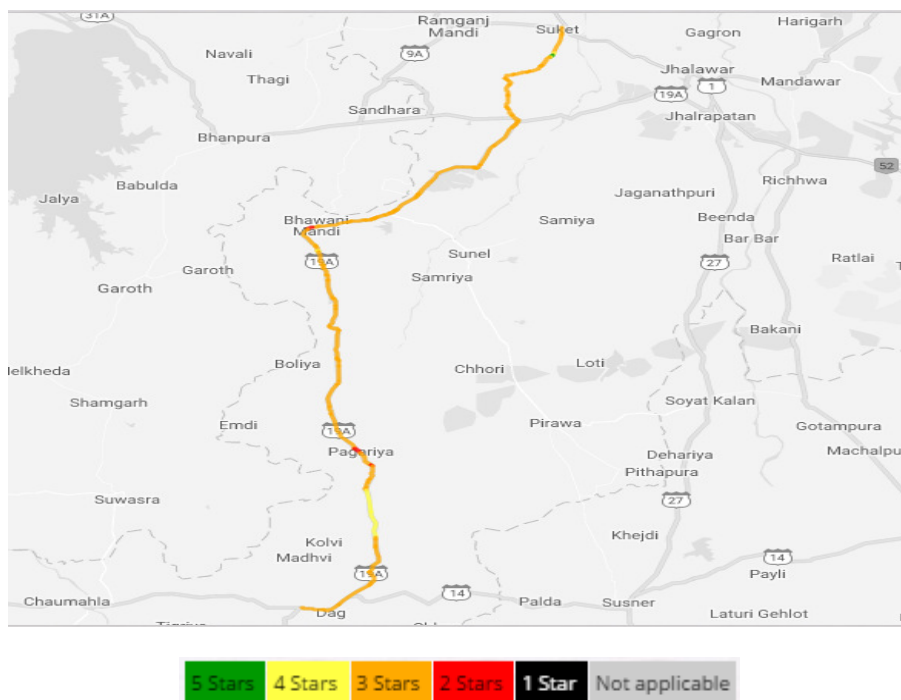 31A
Ramganj
Mandi
Suket
Harigarh
Gagron
Navali
9A
Thagi
Jhalawar
Mandawar
1
19A
Sandhara
Jhalrapatan
Bhanpura
52
Richhwa
Babulda
Jaganathpuri
Jalya
Beenda
Samiya
Bhawani
Mandi
Bar Bar
Sunel
19A
27
Ratlai
Garoth
Samriya
Garoth
Bakani
Boliya
Loti
Chhori
Shamgarh
Soyat Kalan
Emdi
Pirawa
Gotampura
19A
Pagariya
Dehariya
Machalpu
Pithapura
Suwasra
27
Khejdi
Kolvi
Madhvi
14
19A
Payli
14
Chaumahla
Palda
Susner
Dag
Laturi Gehlot
5 Stars 4 Stars 3 Stars 2 Stars 1 Star Not applicable